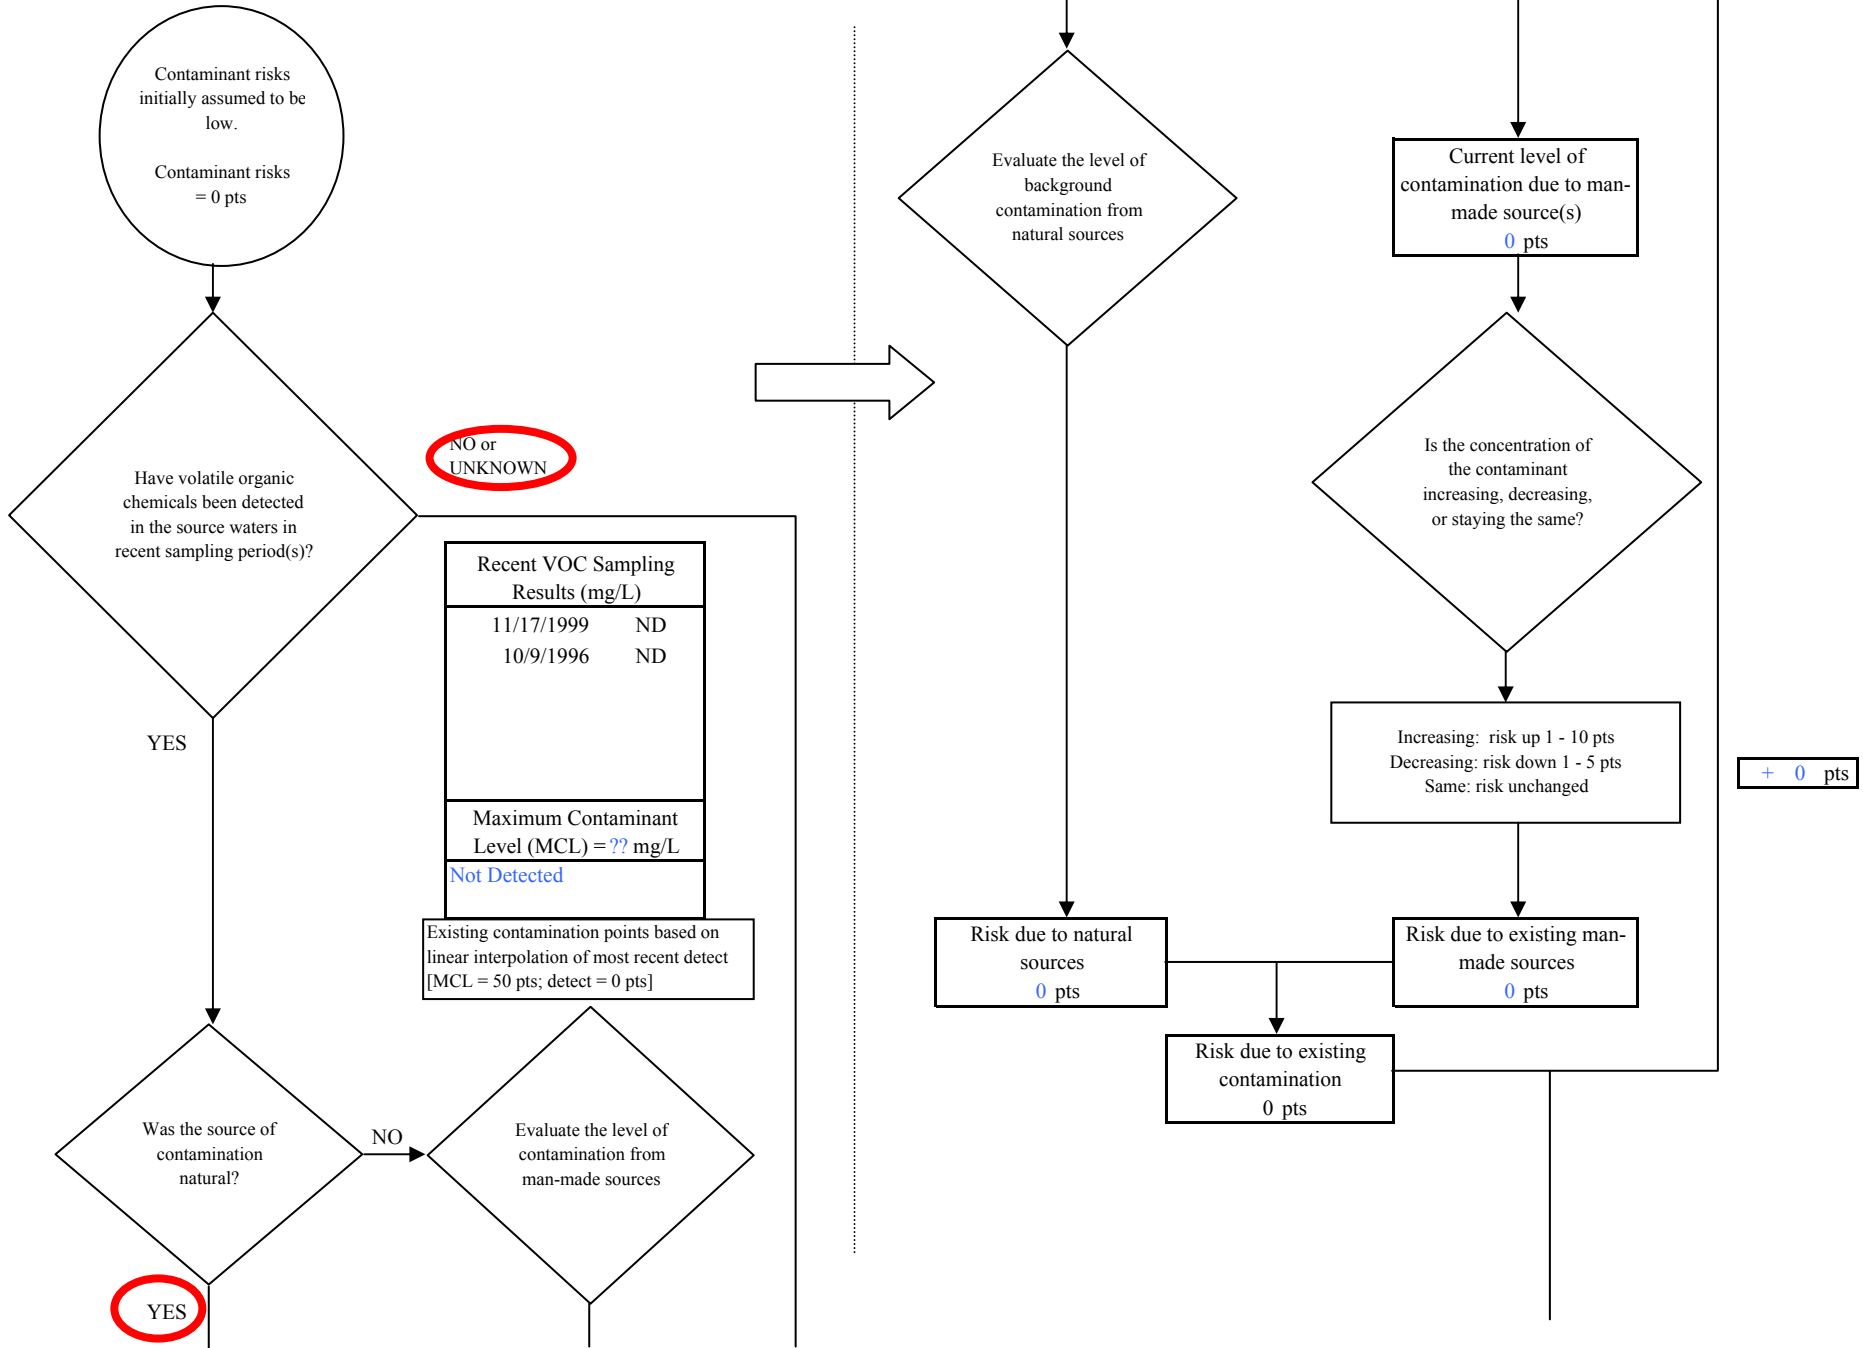 Contaminant risks
initially assumed to be
low.
Contaminant risks
= 0 pts
Have volatile organic
chemicals been detected
in the source waters in
recent sampling period(s)?
NO or
UNKNOWN
YES
Recent VOC Sampling
Results (mg/L)
11/17/1999 ND
10/9/1996 ND
Maximum Contaminant
Level (MCL) = ?? mg/L
Not Detected
Existing contamination points based on
linear interpolation of most recent detect
[MCL = 50 pts; detect = 0 pts]
Was the source of
contamination
natural?
NO
Evaluate the level of
contamination from
man-made sources
YES
Evaluate the level of
background
contamination from
natural sources
Current level of
contamination due to man-
made source(s)
0 pts
Is the concentration of
the contaminant
increasing, decreasing,
or staying the same?
Increasing: risk up 1 - 10 pts
Decreasing: risk down 1 - 5 pts
Same: risk unchanged
+ 0 pts
Risk due to natural
sources
0 pts
Risk due to existing man-
made sources
0 pts
Risk due to existing
contamination
0 pts